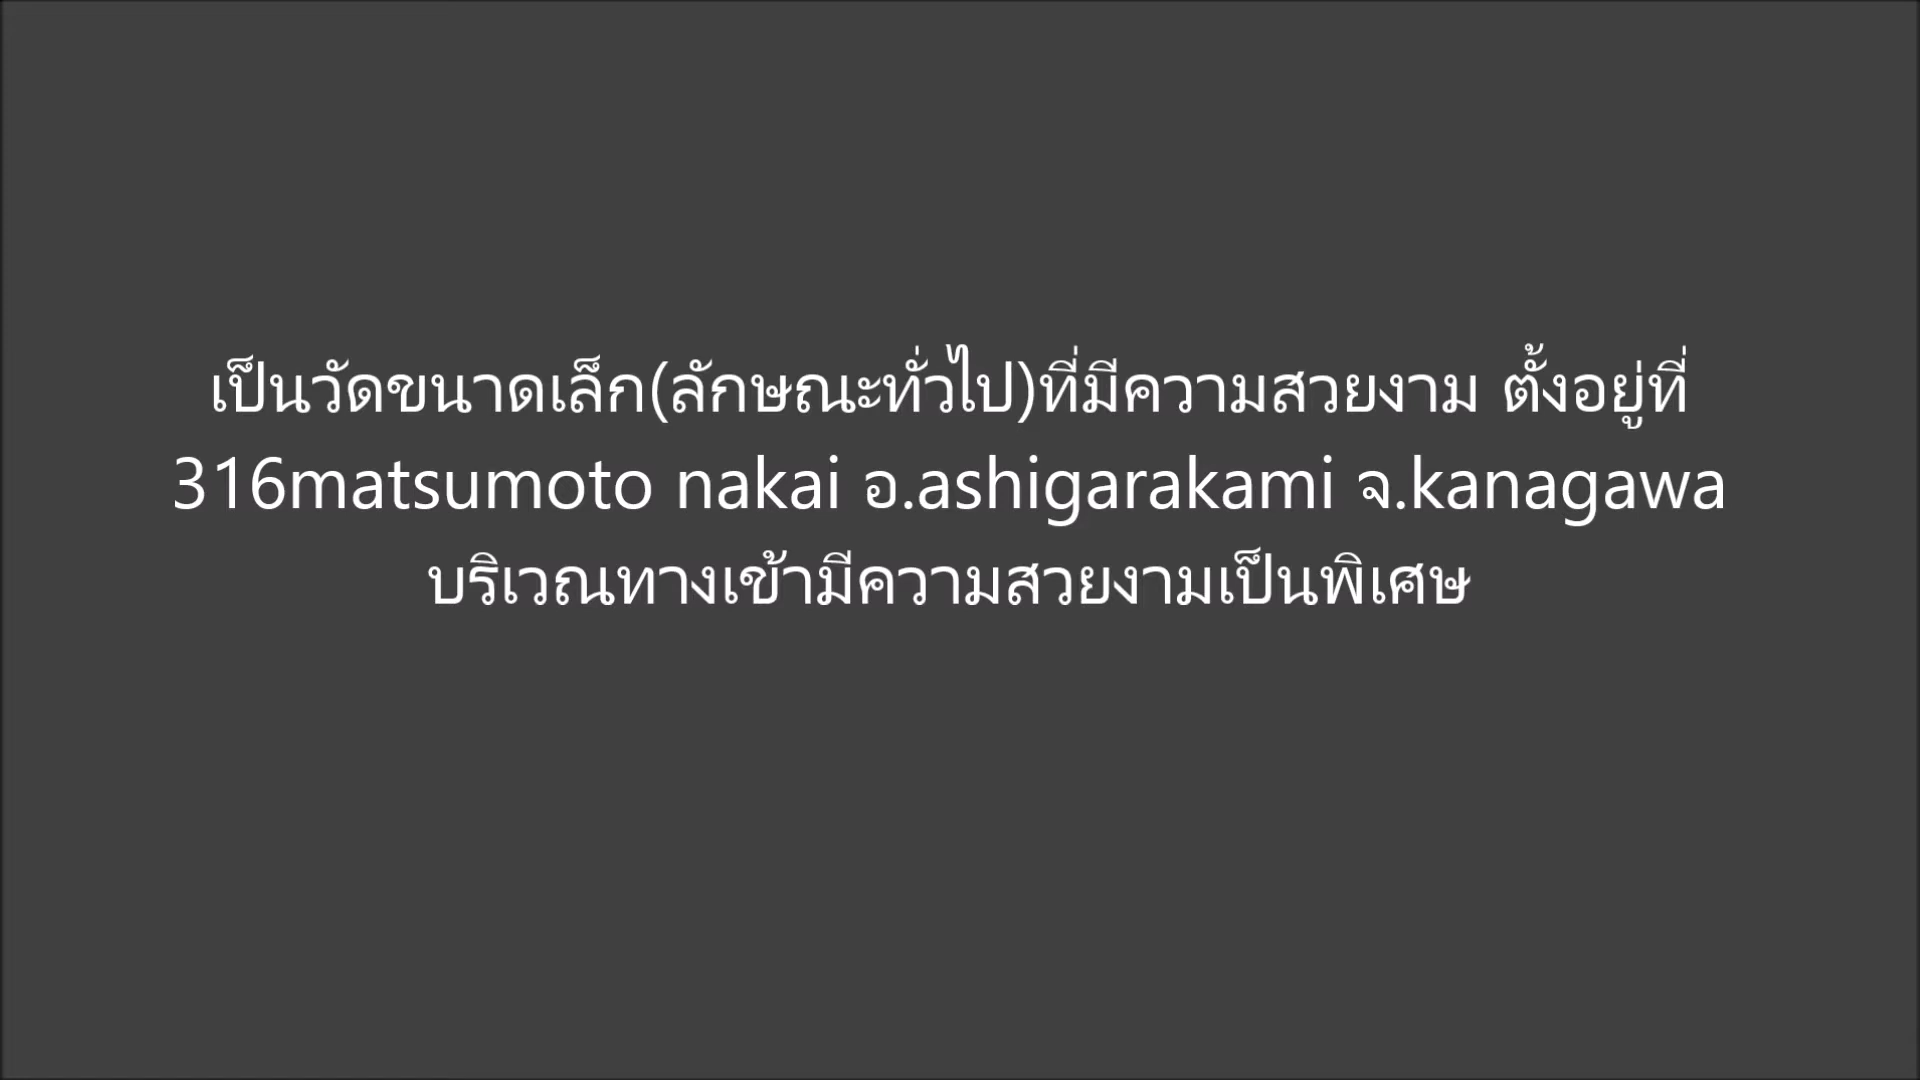 เป็นวัดขนาดเล็ก(ลักษณะทั่วไป)ที่มีความสวยงาม ตั้งอยู่ที่
316matsumoto nakai อ.ashigarakami จ.kanagawa
บริเวณทางเข้ามีความสวยงามเป็นพิเศษ